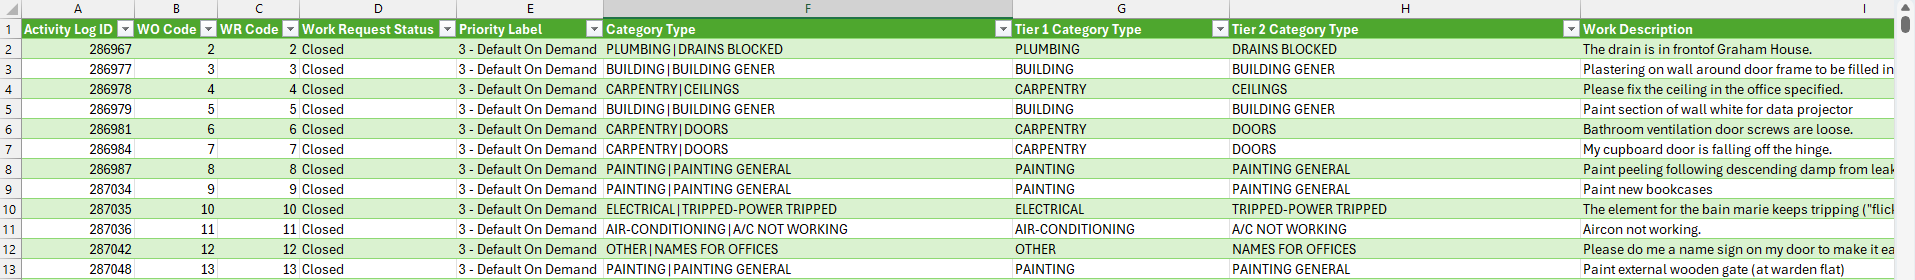 A B C D E F G H I
1 Activity Log ID WO Code WR Code Work Request Status Priority Label Category Type Tier 1 Category Type Tier 2 Category Type Work Description
2 286967 2 2 Closed 3 - Default On Demand PLUMBING|DRAINS BLOCKED PLUMBING DRAINS BLOCKED The drain is in frontof Graham House.
3 286977 3 3 Closed 3 - Default On Demand BUILDING|BUILDING GENER BUILDING BUILDING GENER Plastering on wall around door frame to be filled in
4 286978 4 4 Closed 3 - Default On Demand CARPENTRY|CEILINGS CARPENTRY CEILINGS Please fix the ceiling in the office specified.
5 286979 5 5 Closed 3 - Default On Demand BUILDING|BUILDING GENER BUILDING BUILDING GENER Paint section of wall white for data projector
6 286981 6 6 Closed 3 - Default On Demand CARPENTRY|DOORS CARPENTRY DOORS Bathroom ventilation door screws are loose.
7 286984 7 7 Closed 3 - Default On Demand CARPENTRY|DOORS CARPENTRY DOORS My cupboard door is falling off the hinge.
8 286987 8 8 Closed 3 - Default On Demand PAINTING|PAINTING GENERAL PAINTING PAINTING GENERAL Paint peeling following descending damp from leak
9 287034 9 9 Closed 3 - Default On Demand PAINTING|PAINTING GENERAL PAINTING PAINTING GENERAL Paint new bookcases
10 287035 10 10 Closed 3 - Default On Demand ELECTRICAL|TRIPPED-POWER TRIPPED ELECTRICAL TRIPPED-POWER TRIPPED The element for the bain marie keeps tripping ("flick
11 287036 11 11 Closed 3 - Default On Demand AIR-CONDITIONING|A/C NOT WORKING AIR-CONDITIONING A/C NOT WORKING Aircon not working.
12 287042 12 12 Closed 3 - Default On Demand OTHER|NAMES FOR OFFICES OTHER NAMES FOR OFFICES Please do me a name sign on my door to make it ea
13 287048 13 13 Closed 3 - Default On Demand PAINTING|PAINTING GENERAL PAINTING PAINTING GENERAL Paint external wooden gate (at warden flat)